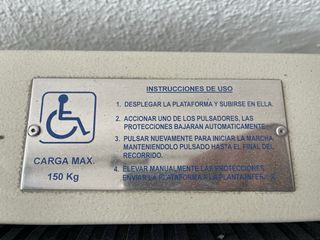 INSTRUCCIONES DE USO
1. DESPLEGAR LA PLATAFORMA Y SUBIRSE EN ELLA.
2. ACCIONAR UNO DE LOS PULSADORES, LAS
PROTECCIONES BAJARAN AUTOMATICAMENTE.
3. PULSAR NUEVAMENTE PARA INICIAR LA MARCHA
MANTENIENDOLO PULSADO HASTA EL FINAL DEL
RECORRIDO.
4. ELEVAR MANUALMENTE LAS PROTECCIONES,
ENVIAR LA PLATAFORMA A LA PLANTA INFERIOR
CARGA MAX.
150 Kg